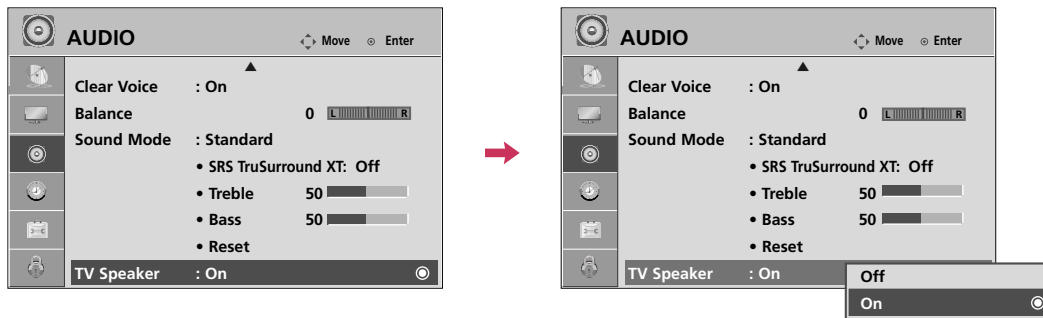 AUDIO
Move Enter
Clear Voice : On
Balance 0 L R
Sound Mode : Standard
• SRS TruSurround XT: Off
• Treble 50
• Bass 50
• Reset
TV Speaker : On
AUDIO
Move Enter
Clear Voice : On
Balance 0 L R
Sound Mode : Standard
• SRS TruSurround XT: Off
• Treble 50
• Bass 50
• Reset
TV Speaker : On
Off
On